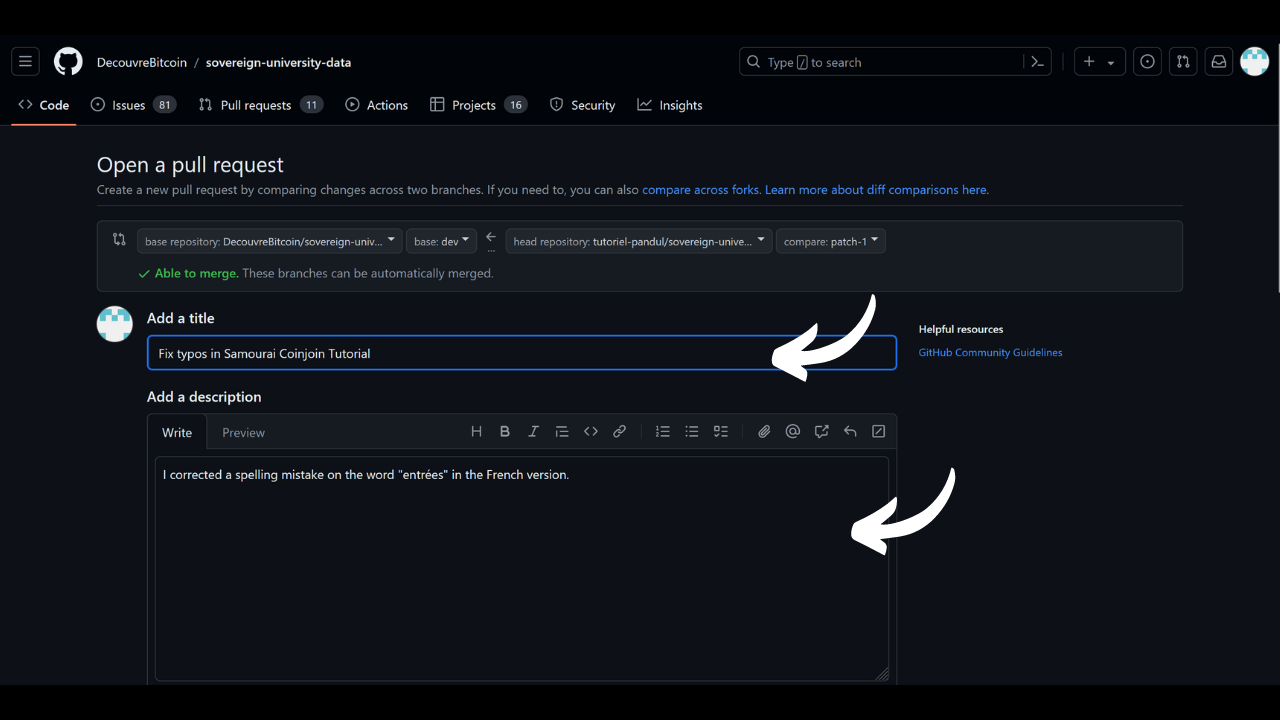 DecouvreBitcoin / sovereign-university-data
Type / to search
Code Issues 81 Pull requests 11 Actions Projects 16 Security Insights
Open a pull request
Create a new pull request by comparing changes across two branches. If you need to, you can also compare across forks. Learn more about diff comparisons here.
base repository: DecouvreBitcoin/sovereign-univ... base: dev ... head repository: tutoriel-pandul/sovereign-unive... compare: patch-1
Able to merge. These branches can be automatically merged.
Add a title
Helpful resources
Fix typos in Samourai Coinjoin Tutorial
GitHub Community Guidelines
Add a description
Write Preview
I corrected a spelling mistake on the word "entrées" in the French version.